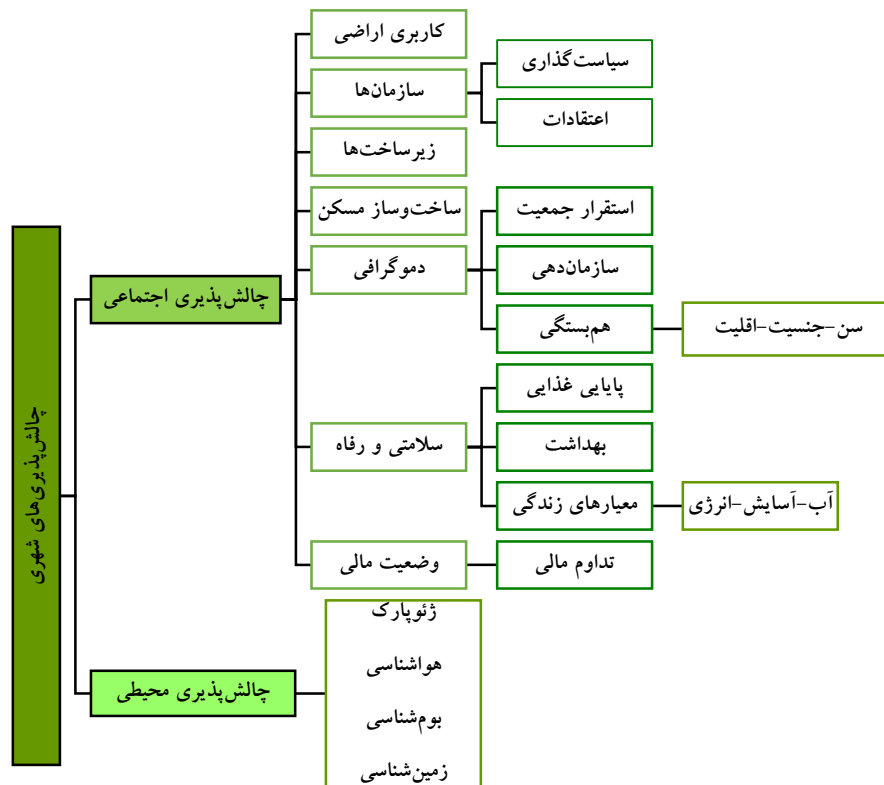 چالش‌پذیری‌های شهری
چالش‌پذیری اجتماعی
کاربری اراضی
سازمان‌ها
سیاست‌گذاری
اعتقادات
زیرساخت‌ها
ساخت‌وساز مسکن
دموگرافی
استقرار جمعیت
سازمان‌دهی
هم‌بستگی
سن-جنسیت-اقلیت
سلامتی و رفاه
پایایی غذایی
بهداشت
معیارهای زندگی
آب-آسایش-انرژی
وضعیت مالی
تداوم مالی
چالش‌پذیری محیطی
ژئوپارک
هواشناسی
بوم‌شناسی
زمین‌شناسی